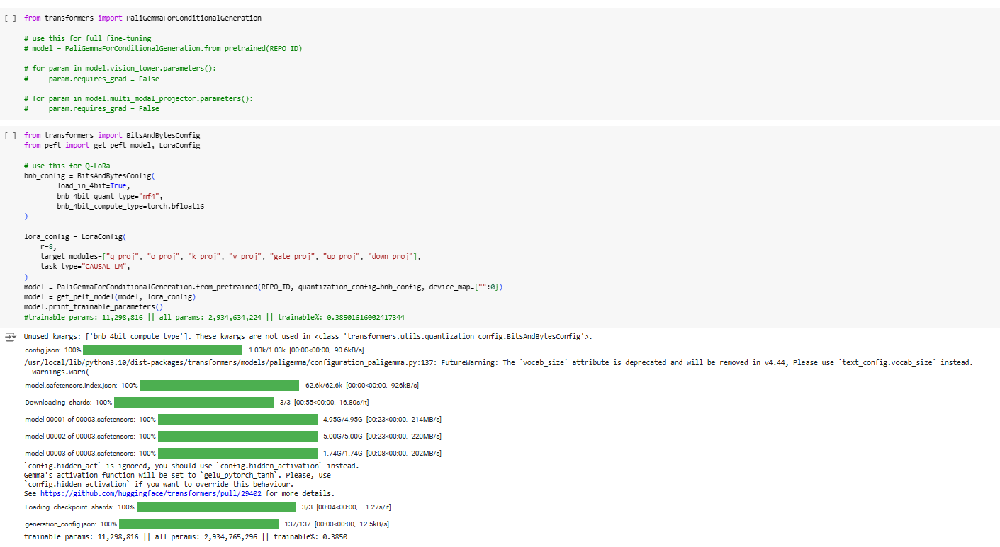 [ ] from transformers import PaliGemmaForConditionalGeneration
# use this for full fine-tuning
# model = PaliGemmaForConditionalGeneration.from_pretrained(REPO_ID)
# for param in model.vision_tower.parameters():
#     param.requires_grad = False
# for param in model.multi_modal_projector.parameters():
#     param.requires_grad = False
[ ] from transformers import BitsAndBytesConfig
from peft import get_peft_model, LoraConfig
# use this for Q-LoRa
bnb_config = BitsAndBytesConfig(
        load_in_4bit=True,
        bnb_4bit_quant_type="nf4",
        bnb_4bit_compute_type=torch.bfloat16
)
lora_config = LoraConfig(
    r=8,
    target_modules=["q_proj", "o_proj", "k_proj", "v_proj", "gate_proj", "up_proj", "down_proj"],
    task_type="CAUSAL_LM",
)
model = PaliGemmaForConditionalGeneration.from_pretrained(REPO_ID, quantization_config=bnb_config, device_map={"":0})
model = get_peft_model(model, lora_config)
model.print_trainable_parameters()
#trainable params: 11,298,816 || all params: 2,934,634,224 || trainable%: 0.38501616002417344
Unused kwargs: ['bnb_4bit_compute_type']. These kwargs are not used in <class 'transformers.utils.quantization_config.BitsAndBytesConfig'>.
config.json: 100% 1.03k/1.03k [00:00<00:00, 90.6kB/s]
/usr/local/lib/python3.10/dist-packages/transformers/models/paligemma/configuration_paligemma.py:137: FutureWarning: The `vocab_size` attribute is deprecated and will be removed in v4.44, Please use `text_config.vocab_size` instead.
  warnings.warn(
model.safetensors.index.json: 100% 62.6k/62.6k [00:00<00:00, 926kB/s]
Downloading shards: 100% 3/3 [00:55<00:00, 16.80s/it]
model-00001-of-00003.safetensors: 100% 4.95G/4.95G [00:23<00:00, 214MB/s]
model-00002-of-00003.safetensors: 100% 5.00G/5.00G [00:23<00:00, 220MB/s]
model-00003-of-00003.safetensors: 100% 1.74G/1.74G [00:08<00:00, 202MB/s]
`config.hidden_act` is ignored, you should use `config.hidden_activation` instead.
Gemma's activation function will be set to `gelu_pytorch_tanh`. Please, use
`config.hidden_activation` if you want to override this behaviour.
See https://github.com/huggingface/transformers/pull/29402 for more details.
Loading checkpoint shards: 100% 3/3 [00:04<00:00, 1.27s/it]
generation_config.json: 100% 137/137 [00:00<00:00, 12.5kB/s]
trainable params: 11,298,816 || all params: 2,934,765,296 || trainable%: 0.3850